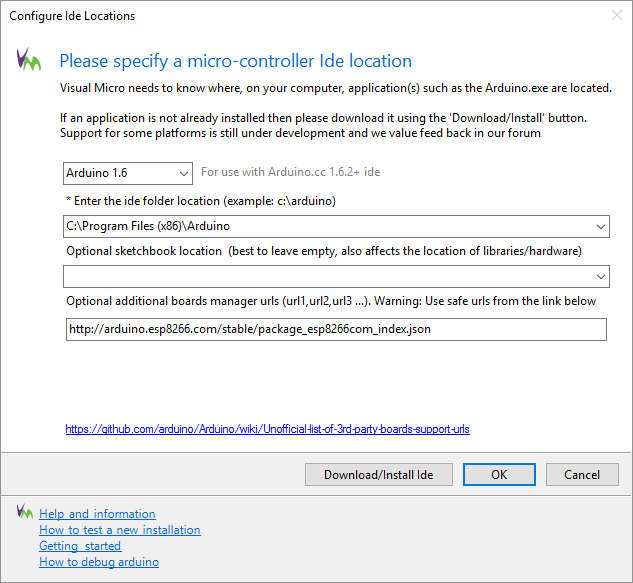 Configure Ide Locations
Please specify a micro-controller Ide location
Visual Micro needs to know where, on your computer, application(s) such as the Arduino.exe are located.
If an application is not already installed then please download it using the 'Download/Install' button.
Support for some platforms is still under development and we value feed back in our forum
Arduino 1.6
For use with Arduino.cc 1.6.2+ ide
* Enter the ide folder location (example: c:\arduino)
C:\Program Files (x86)\Arduino
Optional sketchbook location  (best to leave empty, also affects the location of libraries/hardware)
Optional additional boards manager urls (url1,url2,url3 ...). Warning: Use safe urls from the link below
http://arduino.esp8266.com/stable/package_esp8266com_index.json
https://github.com/arduino/Arduino/wiki/Unofficial-list-of-3rd-party-boards-support-urls
Download/Install Ide
OK
Cancel
Help and information
How to test a new installation
Getting started
How to debug arduino